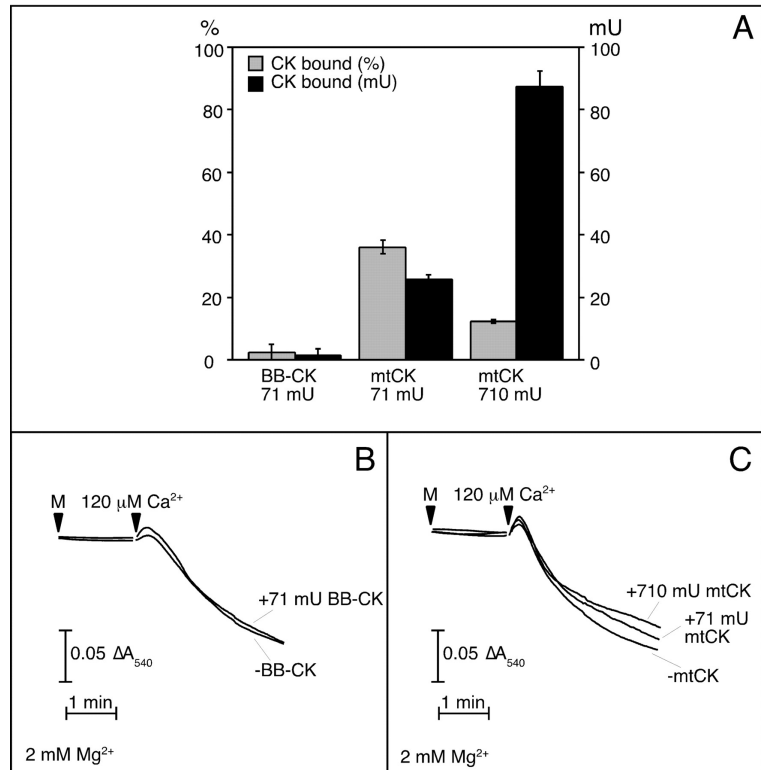 % mU A
CK bound (%)
CK bound (mU)
100 100
80 80
60 60
40 40
20 20
0 0
BB-CK mtCK mtCK
71 mU 71 mU 710 mU
B
M 120 µM Ca²⁺
+71 mU BB-CK
-BB-CK
0.05 ΔA₅₄₀
1 min
2 mM Mg²⁺
C
M 120 µM Ca²⁺
+710 mU mtCK
+71 mU
mtCK
-mtCK
0.05 ΔA₅₄₀
1 min
2 mM Mg²⁺